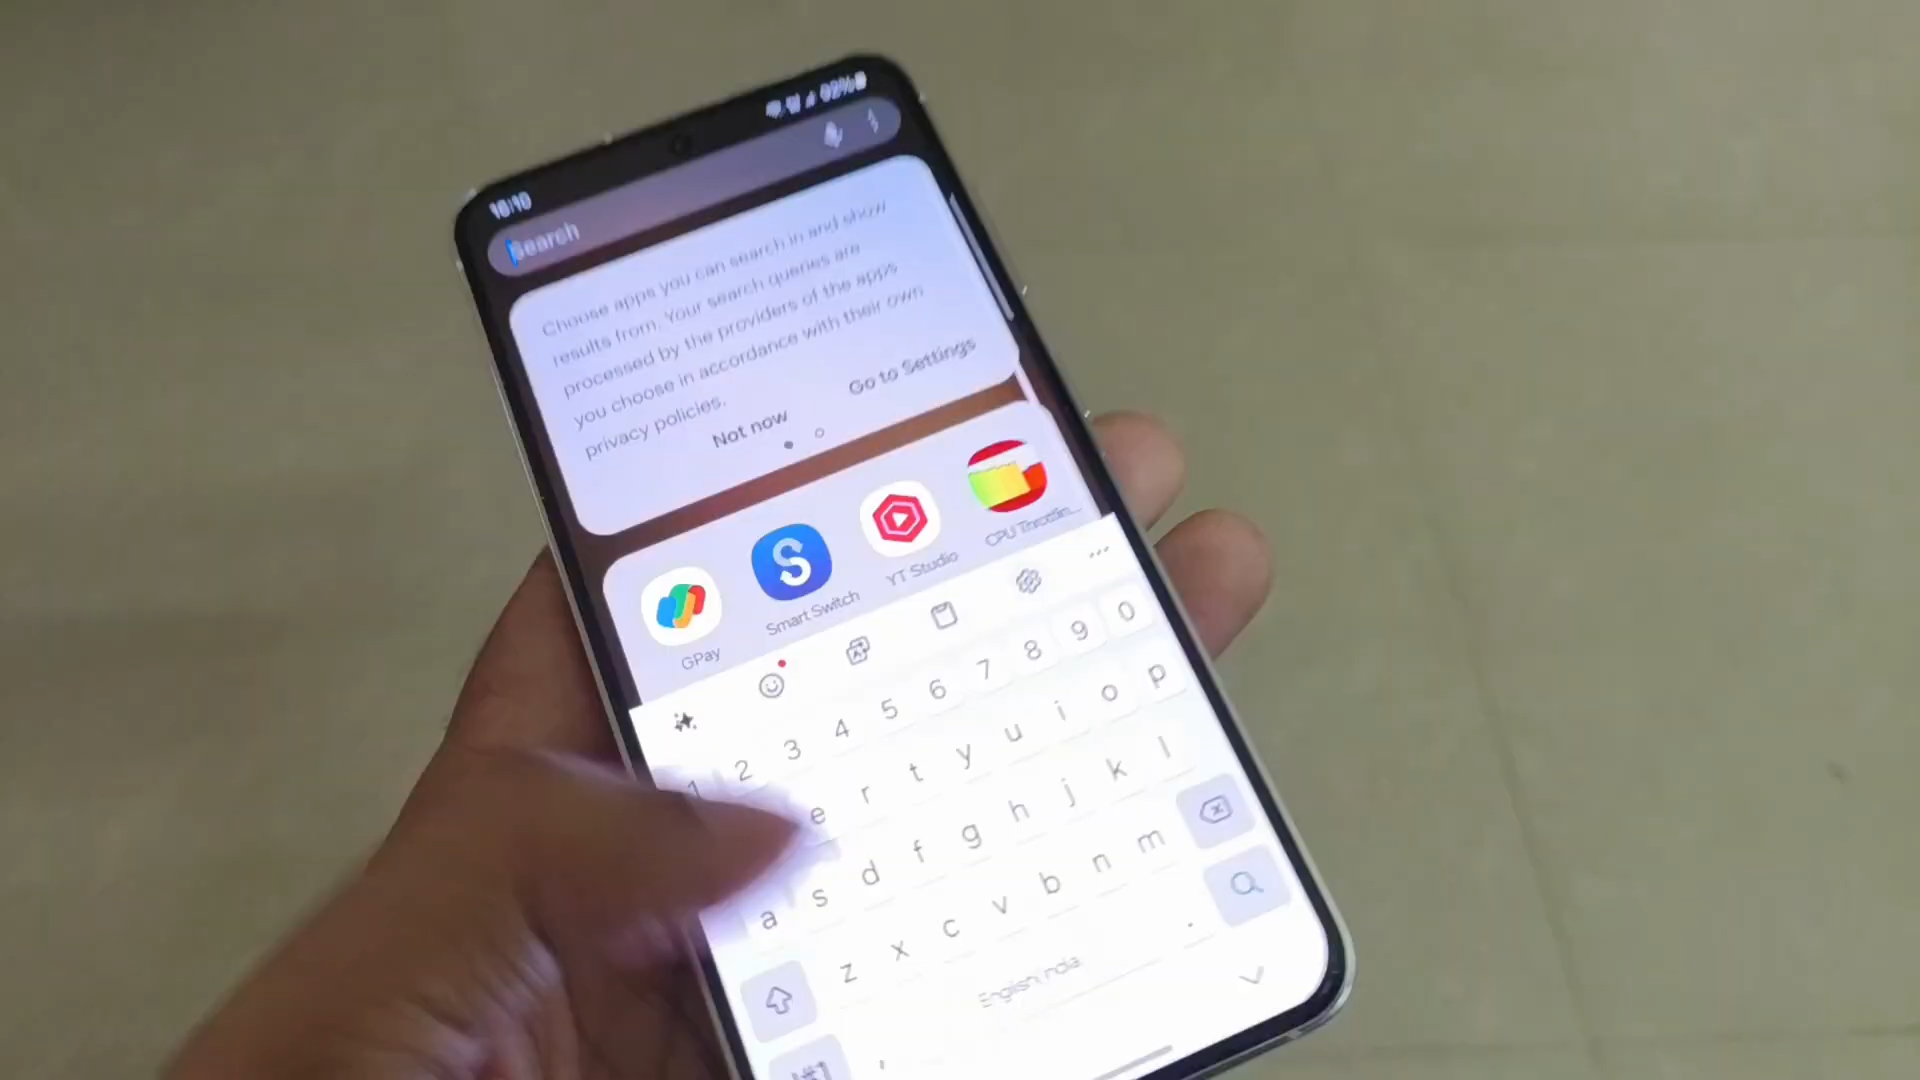 10:10
92%
Search
Choose apps you can search in and show
results from. Your search queries are
processed by the providers of the apps
you choose in accordance with their own
privacy policies.
Not now
Go to Settings
GPay
Smart Switch
YT Studio
CPU Throttlin...
1 2 3 4 5 6 7 8 9 0
e r t y u i o p
a s d f g h j k l
z x c v b n m
!#1
,
English India
.